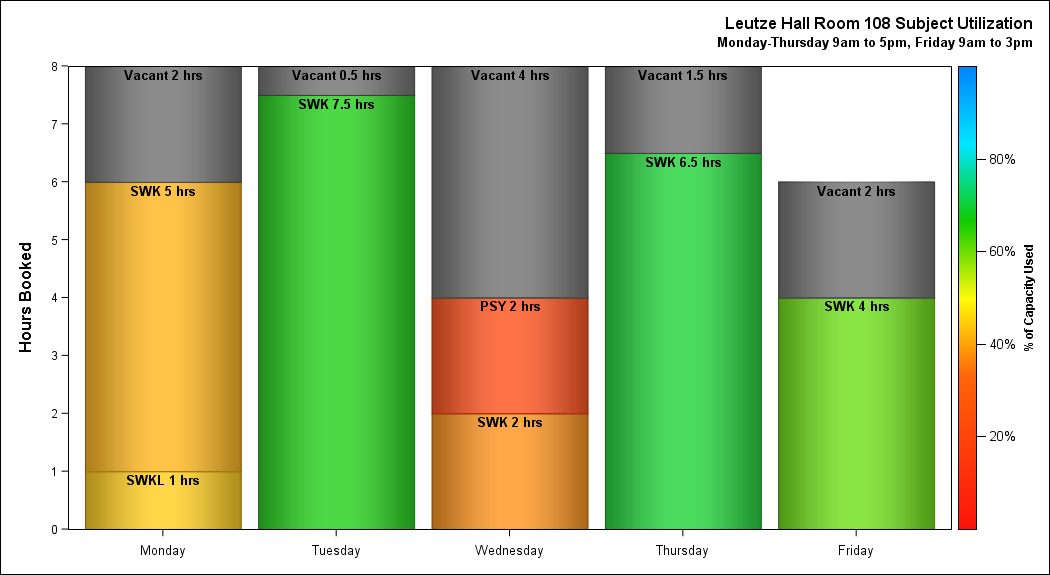 Leutze Hall Room 108 Subject Utilization
Monday-Thursday 9am to 5pm, Friday 9am to 3pm
Hours Booked
8
7
6
5
4
3
2
1
0
Vacant 2 hrs
SWK 5 hrs
SWKL 1 hrs
Vacant 0.5 hrs
SWK 7.5 hrs
Vacant 4 hrs
PSY 2 hrs
SWK 2 hrs
Vacant 1.5 hrs
SWK 6.5 hrs
Vacant 2 hrs
SWK 4 hrs
Monday
Tuesday
Wednesday
Thursday
Friday
80%
60%
40%
20%
% of Capacity Used